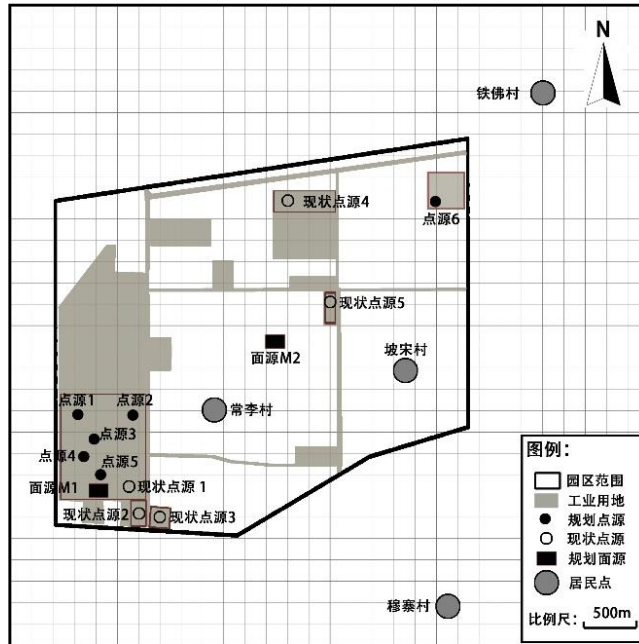 N
铁佛村
现状点源4
点源6
现状点源5
面源M2
坡宋村
点源1
点源2
常李村
点源3
点源4
点源5
面源M1
现状点源 1
现状点源2
现状点源3
穆寨村
图例：
园区范围
工业用地
规划点源
现状点源
规划面源
居民点
比例尺： 500m